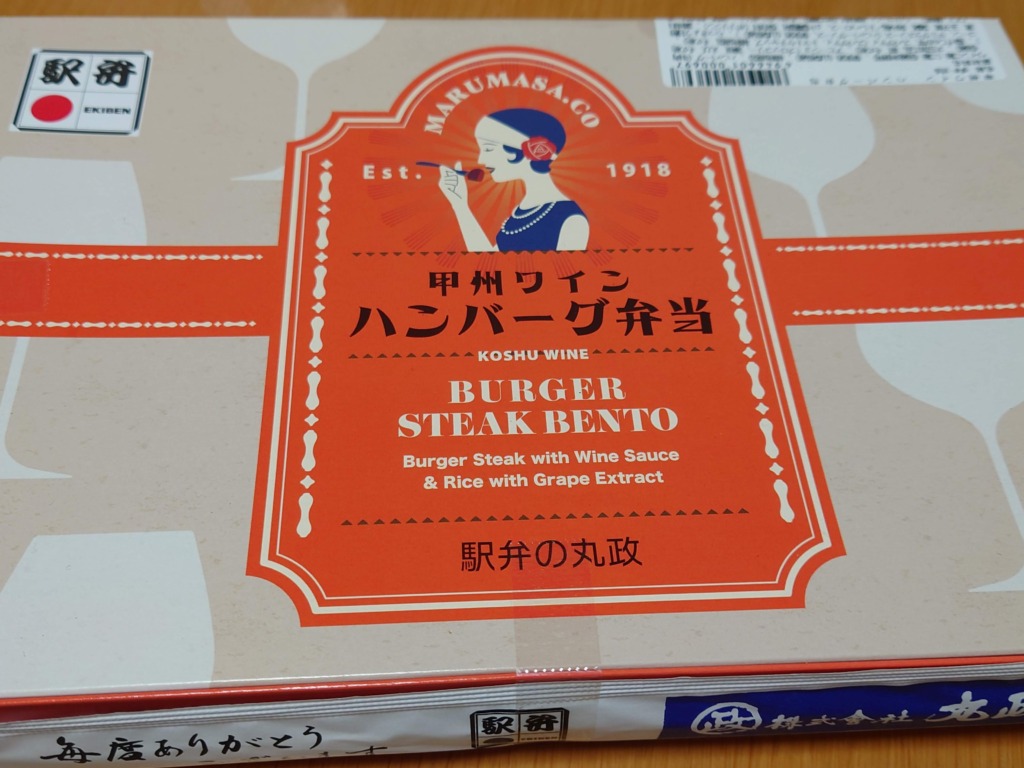 駅弁
EKIBEN
MARUMASA.CO
Est. 1918
甲州ワイン
ハンバーグ弁当
KOSHU WINE
BURGER
STEAK BENTO
Burger Steak with Wine Sauce
& Rice with Grape Extract
駅弁の丸政
毎度ありがとう
駅弁
株式会社 丸政